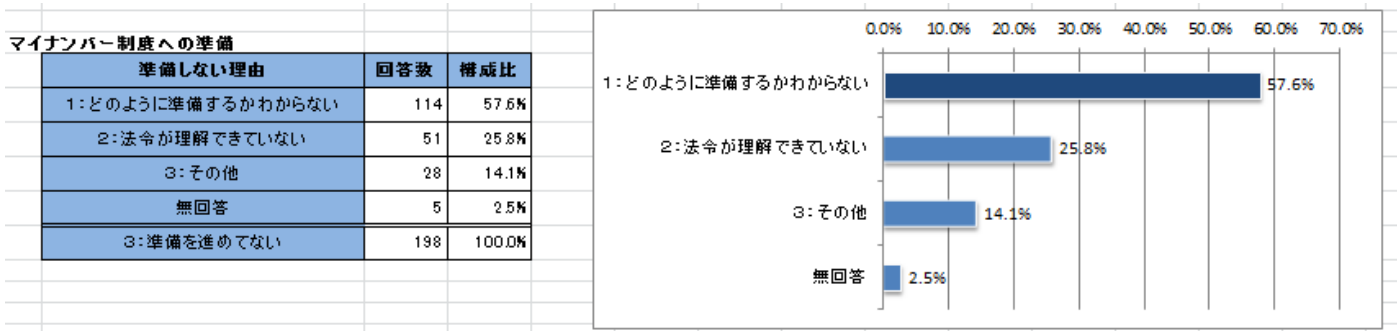 マイナンバー制度への準備
準備しない理由 回答数 構成比
1:どのように準備するかわからない 114 57.6%
2:法令が理解できていない 51 25.8%
3:その他 28 14.1%
無回答 5 2.5%
3:準備を進めてない 198 100.0%
0.0% 10.0% 20.0% 30.0% 40.0% 50.0% 60.0% 70.0%
1:どのように準備するかわからない 57.6%
2:法令が理解できていない 25.8%
3:その他 14.1%
無回答 2.5%